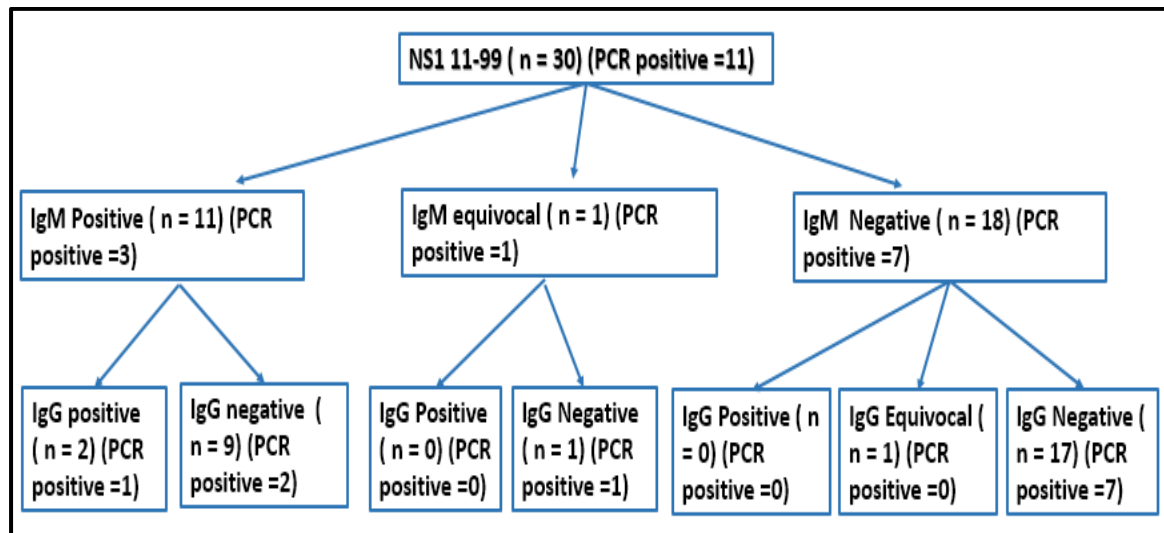 NS1 11-99 ( n = 30) (PCR positive =11)
IgM Positive ( n = 11) (PCR
positive =3)
IgM equivocal ( n = 1) (PCR
positive =1)
IgM  Negative ( n = 18) (PCR
positive =7)
IgG positive
( n = 2) (PCR
positive =1)
IgG negative  (
n = 9) (PCR
positive =2)
IgG Positive
( n = 0) (PCR
positive =0)
IgG Negative
( n = 1) (PCR
positive =1)
IgG Positive ( n
= 0) (PCR
positive =0)
IgG Equivocal (
n = 1) (PCR
positive =0)
IgG Negative (
n = 17) (PCR
positive =7)